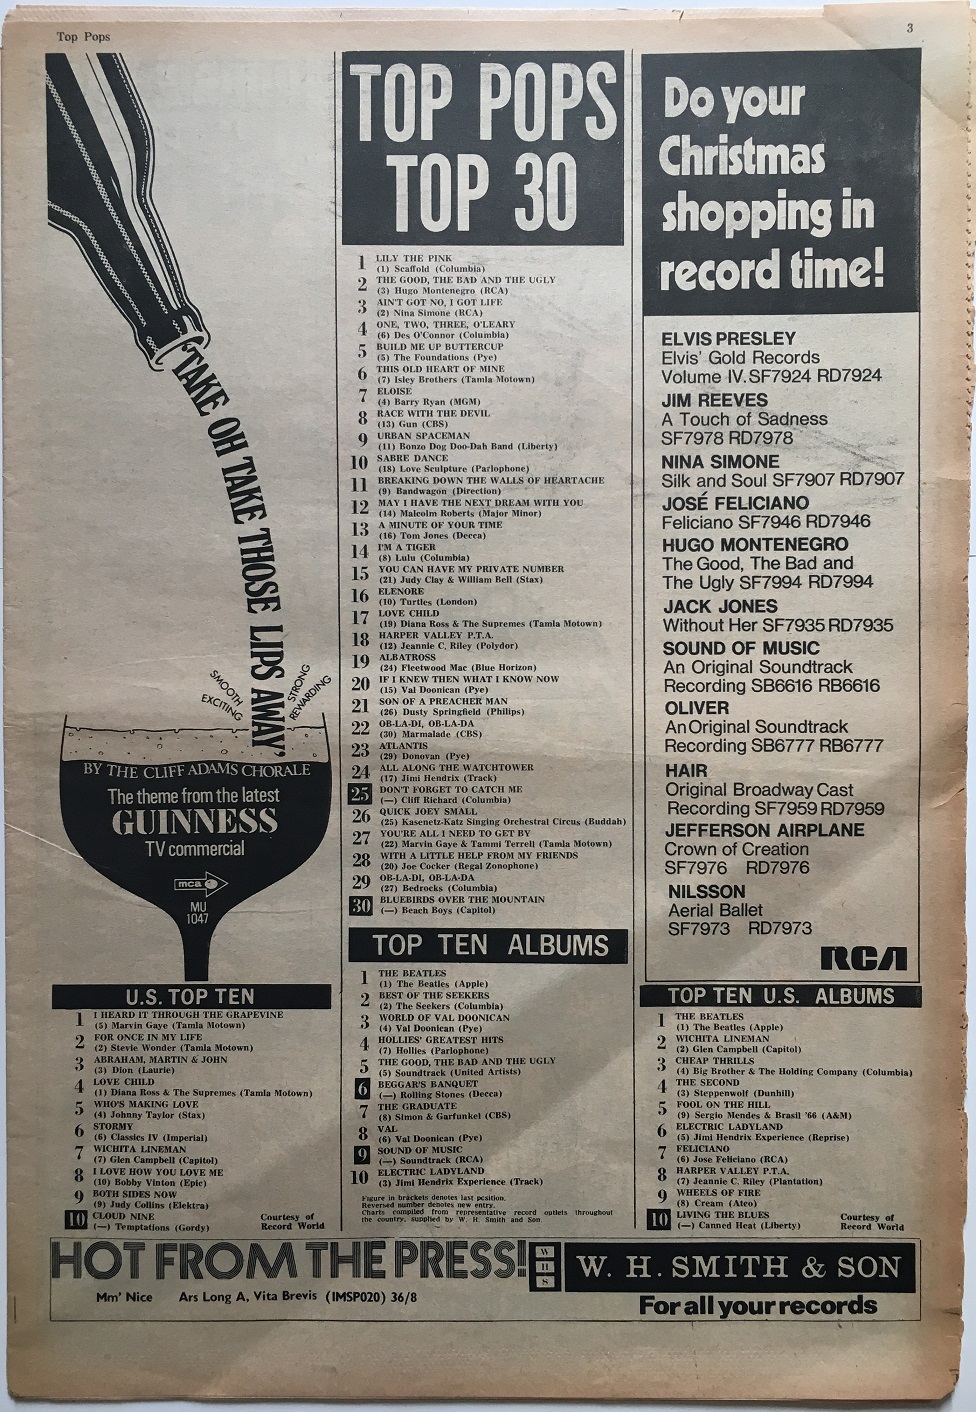 Top Pops
3
'TAKE OH TAKE THOSE LIPS AWAY'
SMOOTH
EXCITING
STRONG
REWARDING
BY THE CLIFF ADAMS CHORALE
The theme from the latest
GUINNESS
TV commercial
mca
MU
1047
TOP POPS
TOP 30
1 LILY THE PINK
(1) Scaffold (Columbia)
2 THE GOOD, THE BAD AND THE UGLY
(3) Hugo Montenegro (RCA)
3 AIN'T GOT NO, I GOT LIFE
(2) Nina Simone (RCA)
4 ONE, TWO, THREE, O'LEARY
(6) Des O'Connor (Columbia)
5 BUILD ME UP BUTTERCUP
(5) The Foundations (Pye)
6 THIS OLD HEART OF MINE
(7) Isley Brothers (Tamla Motown)
7 ELOISE
(4) Barry Ryan (MGM)
8 RACE WITH THE DEVIL
(13) Gun (CBS)
9 URBAN SPACEMAN
(11) Bonzo Dog Doo-Dah Band (Liberty)
10 SABRE DANCE
(18) Love Sculpture (Parlophone)
11 BREAKING DOWN THE WALLS OF HEARTACHE
(9) Bandwagon (Direction)
12 MAY I HAVE THE NEXT DREAM WITH YOU
(14) Malcolm Roberts (Major Minor)
13 A MINUTE OF YOUR TIME
(16) Tom Jones (Decca)
14 I'M A TIGER
(8) Lulu (Columbia)
15 YOU CAN HAVE MY PRIVATE NUMBER
(21) Judy Clay & William Bell (Stax)
16 ELENORE
(10) Turtles (London)
17 LOVE CHILD
(19) Diana Ross & The Supremes (Tamla Motown)
18 HARPER VALLEY P.T.A.
(12) Jeannie C. Riley (Polydor)
19 ALBATROSS
(24) Fleetwood Mac (Blue Horizon)
20 IF I KNEW THEN WHAT I KNOW NOW
(15) Val Doonican (Pye)
21 SON OF A PREACHER MAN
(26) Dusty Springfield (Philips)
22 OB-LA-DI, OB-LA-DA
(30) Marmalade (CBS)
23 ATLANTIS
(29) Donovan (Pye)
24 ALL ALONG THE WATCHTOWER
(17) Jimi Hendrix (Track)
25 DON'T FORGET TO CATCH ME
(—) Cliff Richard (Columbia)
26 QUICK JOEY SMALL
(25) Kasenetz-Katz Singing Orchestral Circus (Buddah)
27 YOU'RE ALL I NEED TO GET BY
(22) Marvin Gaye & Tammi Terrell (Tamla Motown)
28 WITH A LITTLE HELP FROM MY FRIENDS
(20) Joe Cocker (Regal Zonophone)
29 OB-LA-DI, OB-LA-DA
(27) Bedrocks (Columbia)
30 BLUEBIRDS OVER THE MOUNTAIN
(—) Beach Boys (Capitol)
Do your
Christmas
shopping in
record time!
ELVIS PRESLEY
Elvis' Gold Records
Volume IV. SF7924 RD7924
JIM REEVES
A Touch of Sadness
SF7978 RD7978
NINA SIMONE
Silk and Soul SF7907 RD7907
JOSÉ FELICIANO
Feliciano SF7946 RD7946
HUGO MONTENEGRO
The Good, The Bad and
The Ugly SF7994 RD7994
JACK JONES
Without Her SF7935 RD7935
SOUND OF MUSIC
An Original Soundtrack
Recording SB6616 RB6616
OLIVER
An Original Soundtrack
Recording SB6777 RB6777
HAIR
Original Broadway Cast
Recording SF7959 RD7959
JEFFERSON AIRPLANE
Crown of Creation
SF7976 RD7976
NILSSON
Aerial Ballet
SF7973 RD7973
RCA
U.S. TOP TEN
1 I HEARD IT THROUGH THE GRAPEVINE
(5) Marvin Gaye (Tamla Motown)
2 FOR ONCE IN MY LIFE
(2) Stevie Wonder (Tamla Motown)
3 ABRAHAM, MARTIN & JOHN
(3) Dion (Laurie)
4 LOVE CHILD
(1) Diana Ross & The Supremes (Tamla Motown)
5 WHO'S MAKING LOVE
(4) Johnny Taylor (Stax)
6 STORMY
(6) Classics IV (Imperial)
7 WICHITA LINEMAN
(7) Glen Campbell (Capitol)
8 I LOVE HOW YOU LOVE ME
(10) Bobby Vinton (Epic)
9 BOTH SIDES NOW
(9) Judy Collins (Elektra)
10 CLOUD NINE
(—) Temptations (Gordy)
Courtesy of
Record World
TOP TEN ALBUMS
1 THE BEATLES
(1) The Beatles (Apple)
2 BEST OF THE SEEKERS
(2) The Seekers (Columbia)
3 WORLD OF VAL DOONICAN
(4) Val Doonican (Pye)
4 HOLLIES' GREATEST HITS
(7) Hollies (Parlophone)
5 THE GOOD, THE BAD AND THE UGLY
(5) Soundtrack (United Artists)
6 BEGGAR'S BANQUET
(—) Rolling Stones (Decca)
7 THE GRADUATE
(8) Simon & Garfunkel (CBS)
8 VAL
(6) Val Doonican (Pye)
9 SOUND OF MUSIC
(—) Soundtrack (RCA)
10 ELECTRIC LADYLAND
(3) Jimi Hendrix Experience (Track)
Figure in brackets denotes last position.
Reversed number denotes new entry.
Charts compiled from representative record outlets throughout
the country, supplied by W. H. Smith and Son.
TOP TEN U.S. ALBUMS
1 THE BEATLES
(1) The Beatles (Apple)
2 WICHITA LINEMAN
(2) Glen Campbell (Capitol)
3 CHEAP THRILLS
(4) Big Brother & The Holding Company (Columbia)
4 THE SECOND
(3) Steppenwolf (Dunhill)
5 FOOL ON THE HILL
(9) Sergio Mendes & Brasil '66 (A&M)
6 ELECTRIC LADYLAND
(5) Jimi Hendrix Experience (Reprise)
7 FELICIANO
(6) Jose Feliciano (RCA)
8 HARPER VALLEY P.T.A.
(7) Jeannie C. Riley (Plantation)
9 WHEELS OF FIRE
(8) Cream (Atco)
10 LIVING THE BLUES
(—) Canned Heat (Liberty)
Courtesy of
Record World
HOT FROM THE PRESS!
Mm' Nice Ars Long A, Vita Brevis (IMSP020) 36/8
W
H
S
W. H. SMITH & SON
For all your records